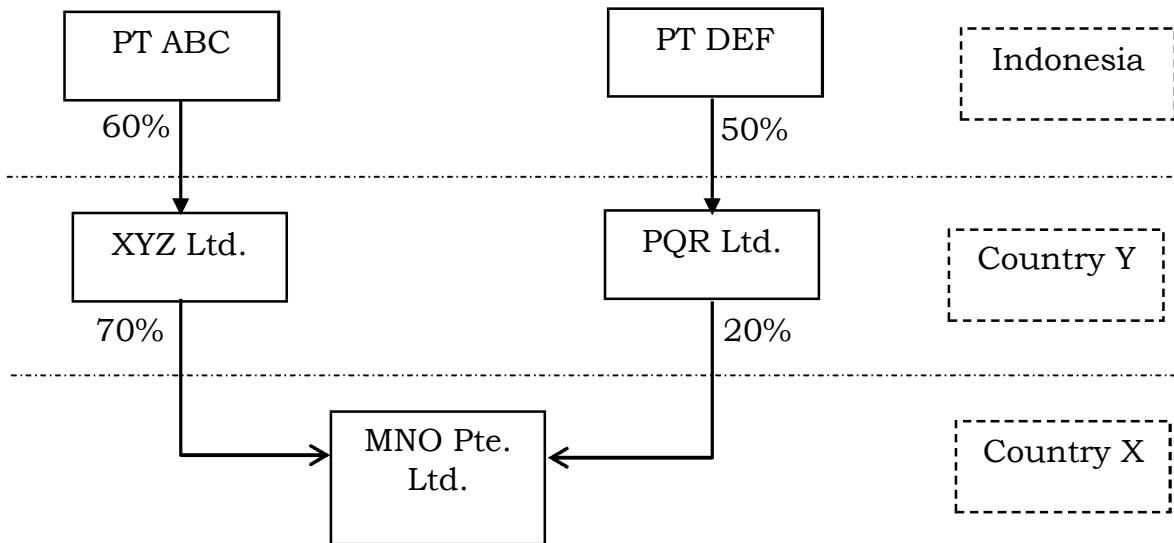 PT ABC
PT DEF
Indonesia
60%
50%
XYZ Ltd.
PQR Ltd.
Country Y
70%
20%
MNO Pte.
Ltd.
Country X